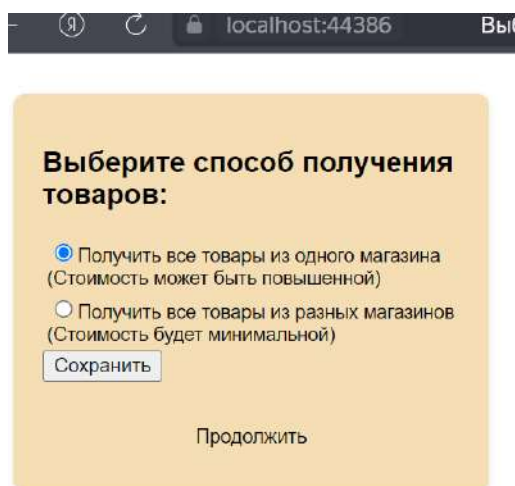 localhost:44386
Выберите способ получения
товаров:
Получить все товары из одного магазина
(Стоимость может быть повышенной)
Получить все товары из разных магазинов
(Стоимость будет минимальной)
Сохранить
Продолжить